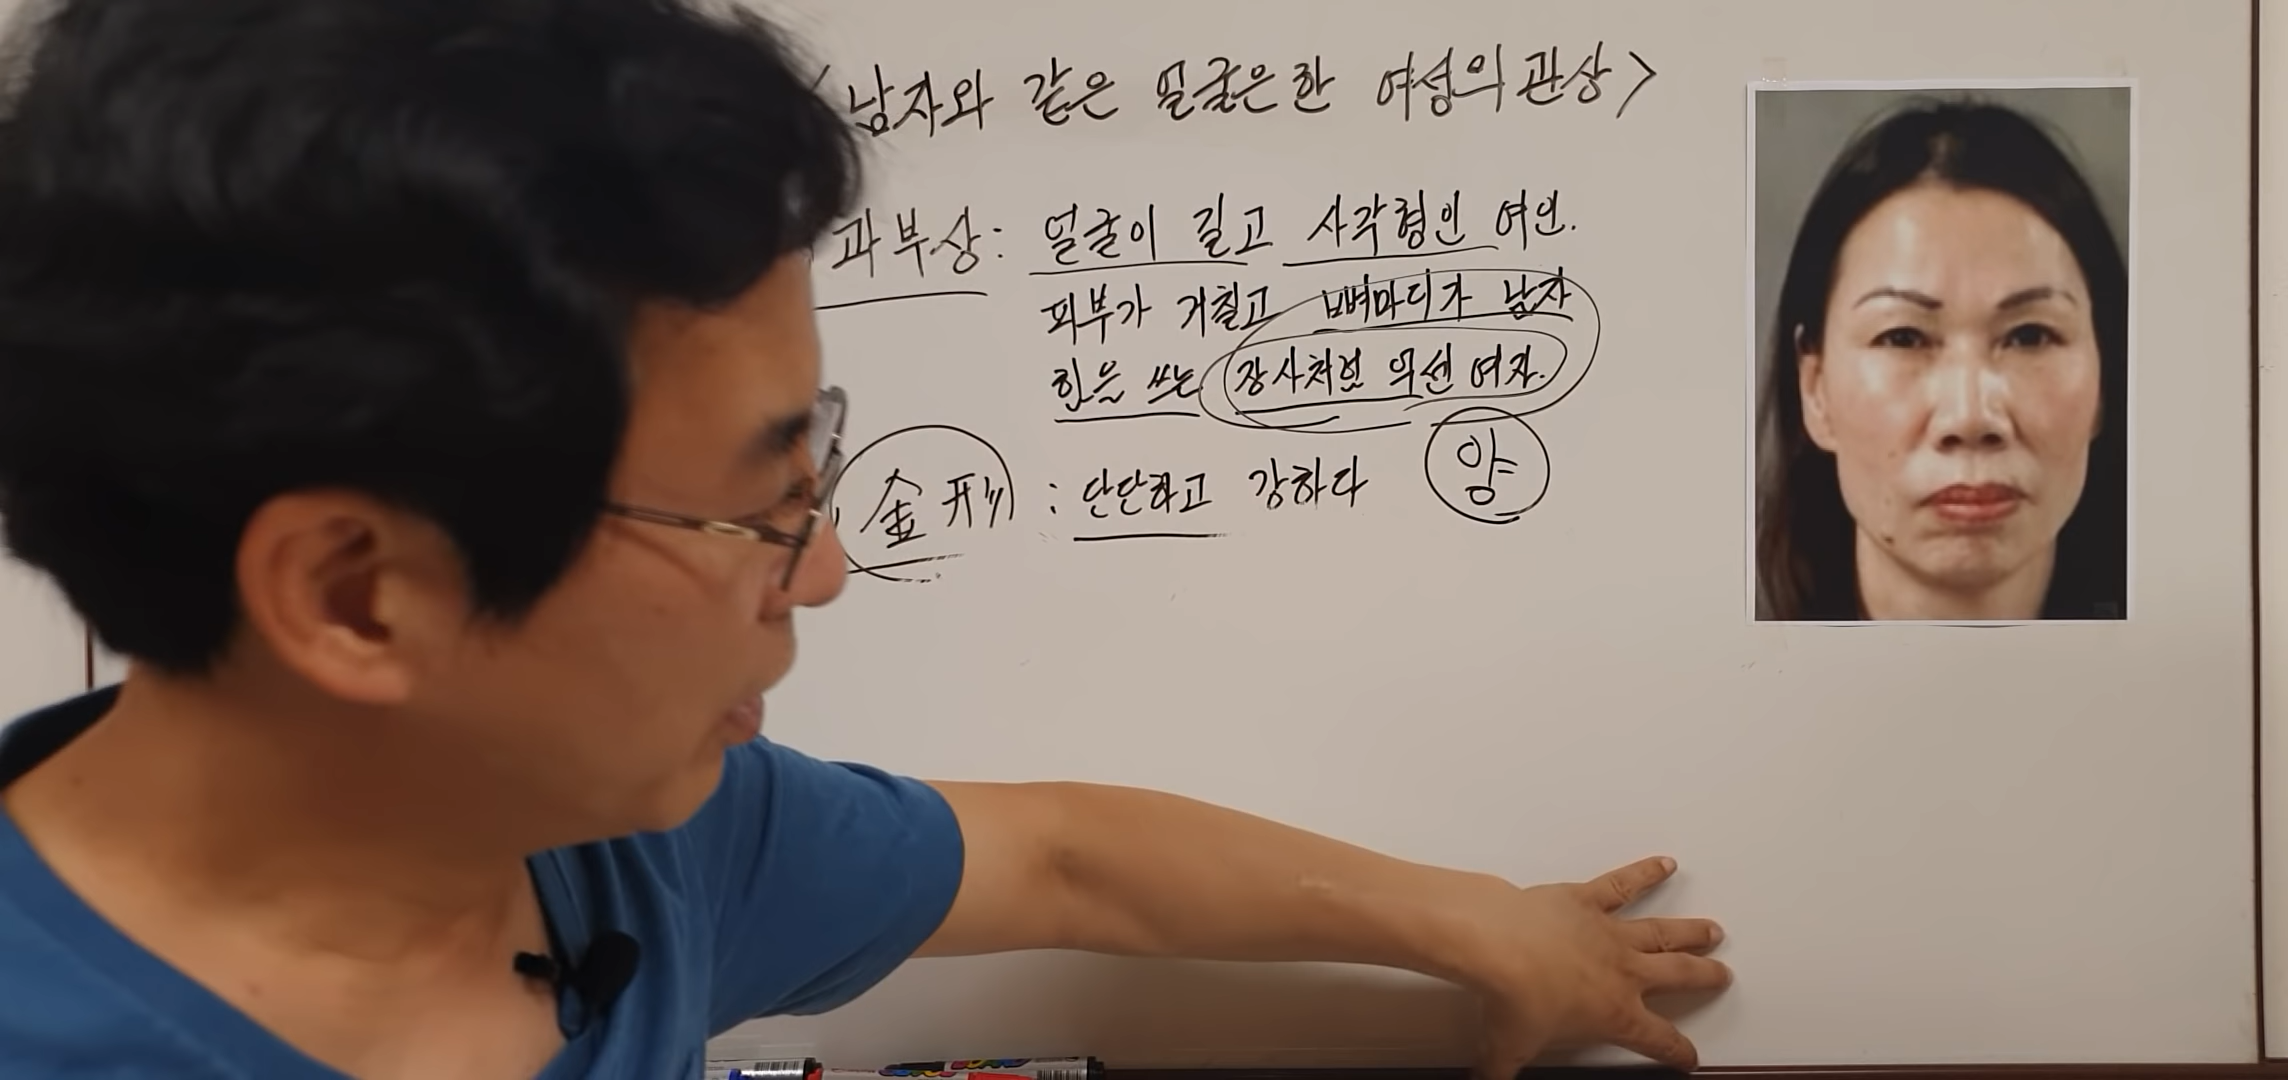 <남자와 같은 얼굴은한 여성의 관상>
과부상: 얼굴이 길고 사각형인 여인.
피부가 거칠고 뼈마디가 남자
힘을 쓰는 장사처럼 억센 여자.
金形 : 단단하고 강하다 양